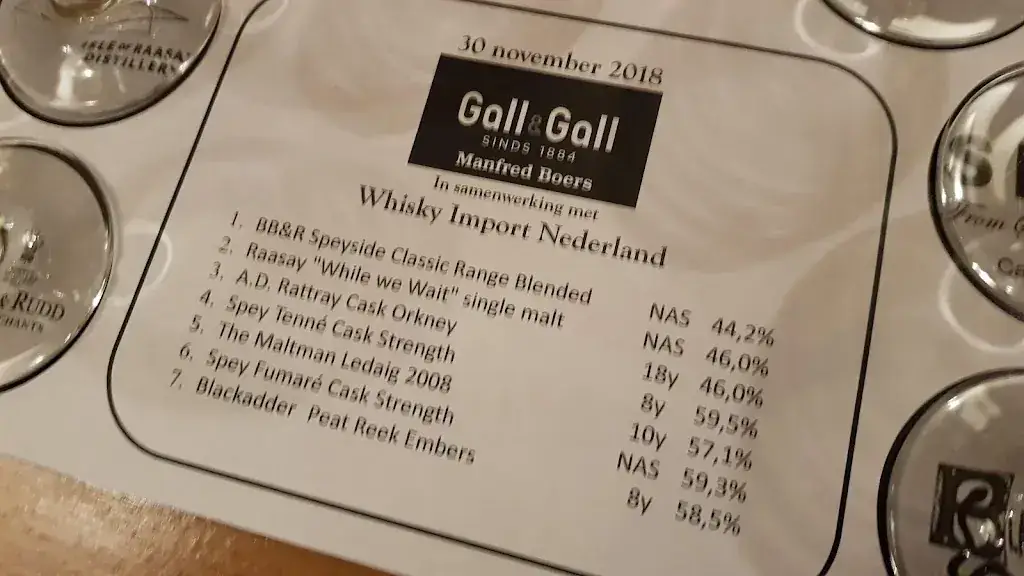 ISLE OF RAASAY
DISTILLERY
30 november 2018
Gall & Gall
SINDS 1884
Manfred Boers
In samenwerking met
Whisky Import Nederland
1. BB&R Speyside Classic Range Blended NAS 44,2%
2. Raasay "While we Wait" single malt NAS 46,0%
3. A.D. Rattray Cask Orkney 18y 46,0%
4. Spey Tenné Cask Strength 8y 59,5%
5. The Maltman Ledaig 2008 10y 57,1%
6. Spey Fumaré Cask Strength NAS 59,3%
7. Blackadder Peat Reek Embers 8y 58,5%
& RUDD
From